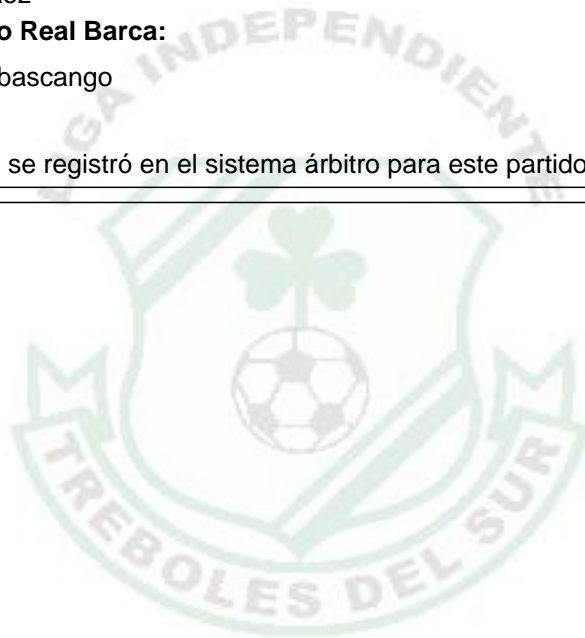 o Real Barca:
bascango
se registró en el sistema árbitro para este partido
LIGA INDEPENDIENTE
TREBOLES DEL SUR